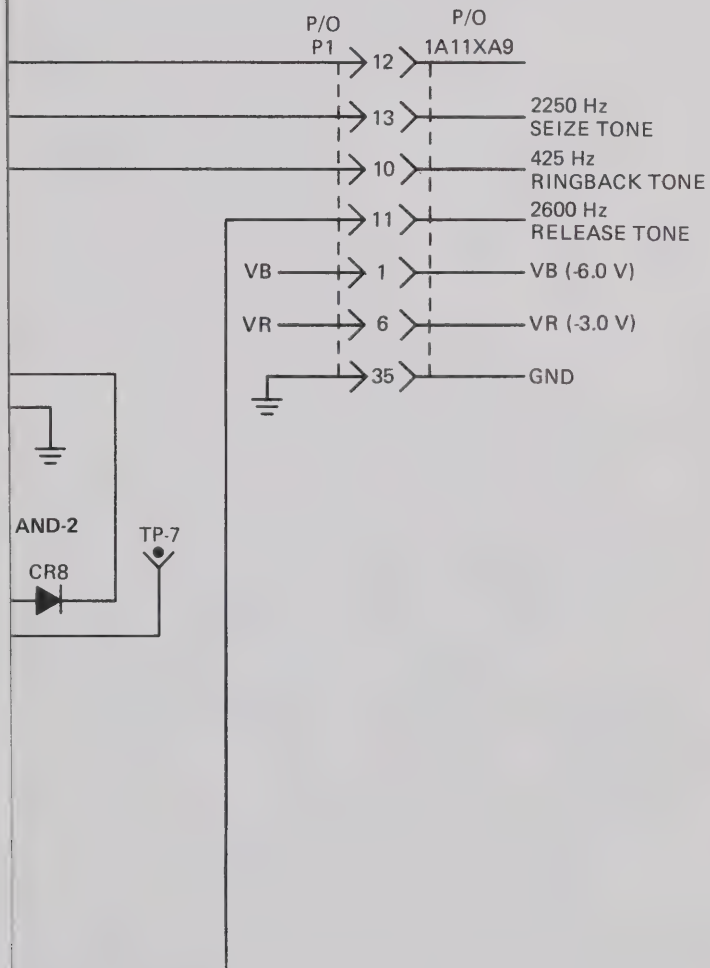 P/O P/O
P1 1A11XA9
12
13 2250 Hz
SEIZE TONE
10 425 Hz
RINGBACK TONE
11 2600 Hz
RELEASE TONE
VB 1 VB (-6.0 V)
VR 6 VR (-3.0 V)
35 GND
AND-2
TP-7
CR8